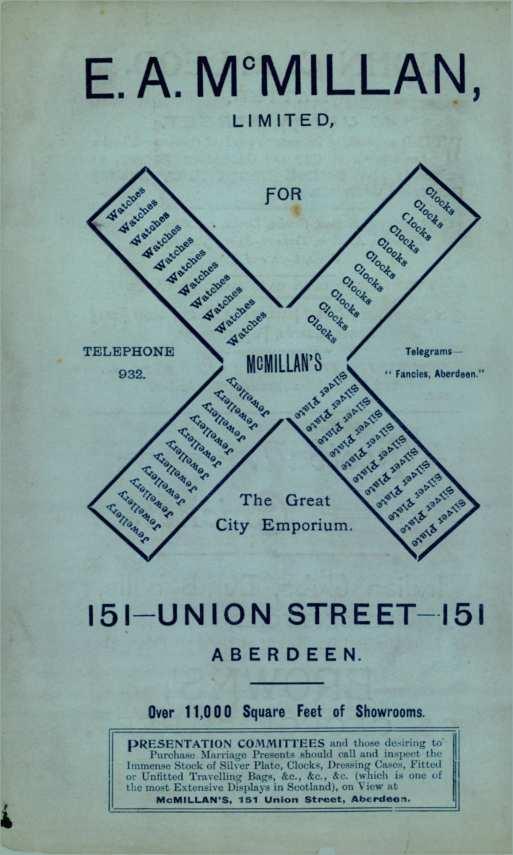 E. A. McMILLAN,
LIMITED,
FOR
Watches
Watches
Watches
Watches
Watches
Watches
Watches
Watches
Watches
Watches
Watches
Clocks
Clocks
Clocks
Clocks
Clocks
Clocks
Clocks
Clocks
Clocks
Clocks
TELEPHONE
932.
McMILLAN'S
Telegrams—
" Fancies, Aberdeen."
Jewellery
Jewellery
Jewellery
Jewellery
Jewellery
Jewellery
Jewellery
Jewellery
Jewellery
Silver Plate
Silver Plate
Silver Plate
Silver Plate
Silver Plate
Silver Plate
Silver Plate
Silver Plate
Silver Plate
The Great
City Emporium.
151—UNION STREET—151
ABERDEEN.
Over 11,000 Square Feet of Showrooms.
PRESENTATION COMMITTEES and those desiring to
Purchase Marriage Presents should call and inspect the
Immense Stock of Silver Plate, Clocks, Dressing Cases, Fitted
or Unfitted Travelling Bags, &c., &c., &c. (which is one of
the most Extensive Displays in Scotland), on View at
McMILLAN'S, 151 Union Street, Aberdeen.